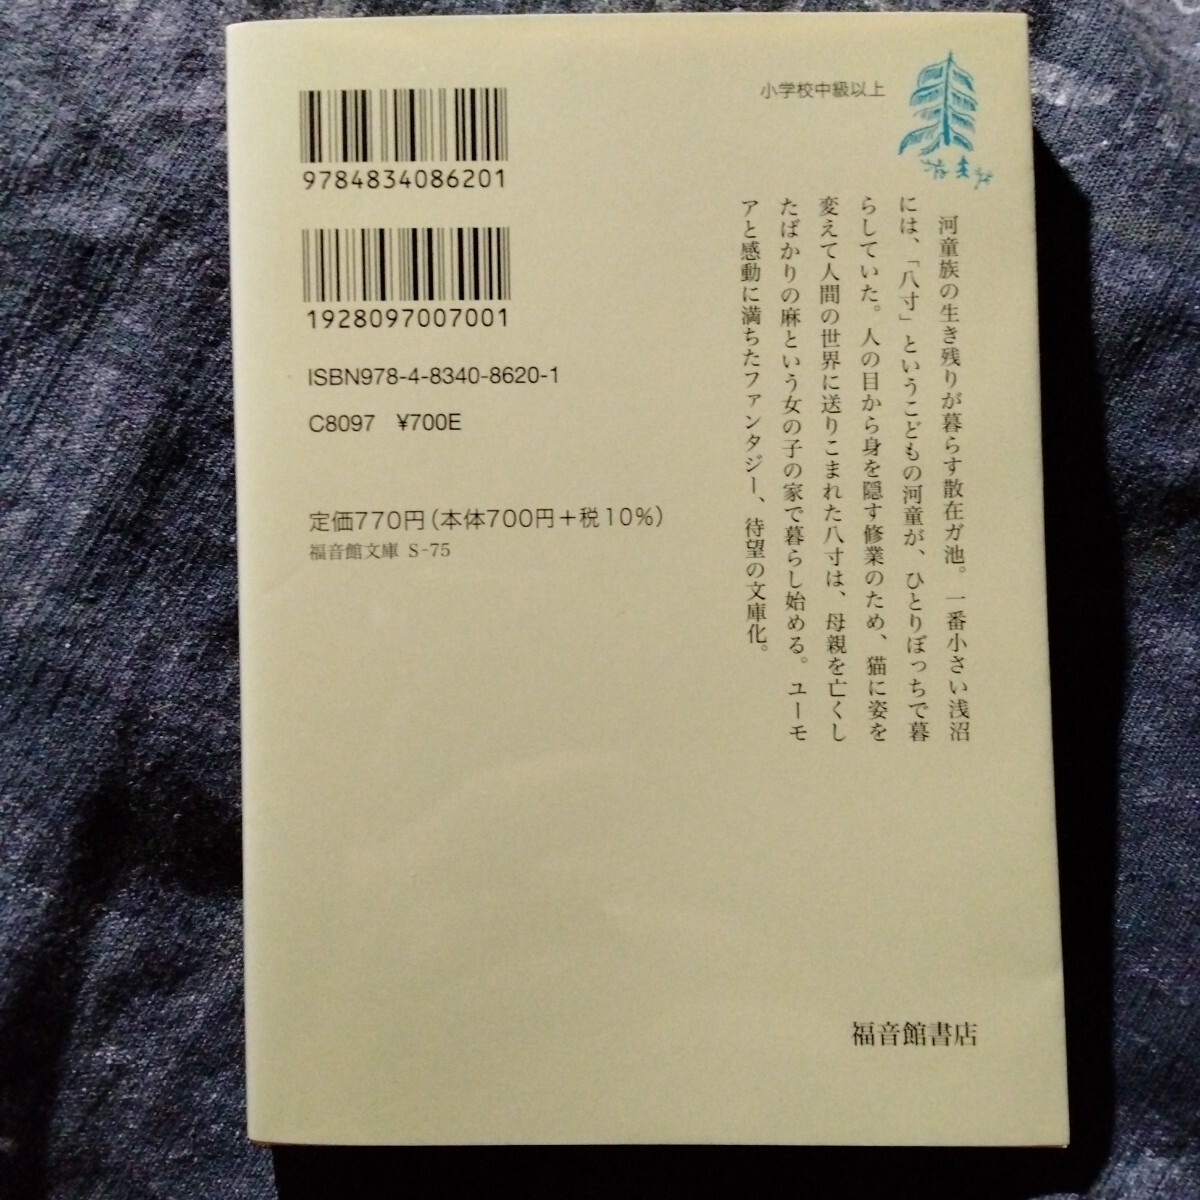 小学校中級以上
河童族の生き残りが暮らす散在ガ池。一番小さい浅沼
には、「八寸」というこどもの河童が、ひとりぼっちで暮
らしていた。人の目から身を隠す修業のため、猫に姿を
変えて人間の世界に送りこまれた八寸は、母親を亡くし
たばかりの麻という女の子の家で暮らし始める。ユーモ
アと感動に満ちたファンタジー、待望の文庫化。
9784834086201
1928097007001
ISBN978-4-8340-8620-1
C8097 ¥700E
定価770円(本体700円+税10%)
福音館文庫 S-75
福音館書店